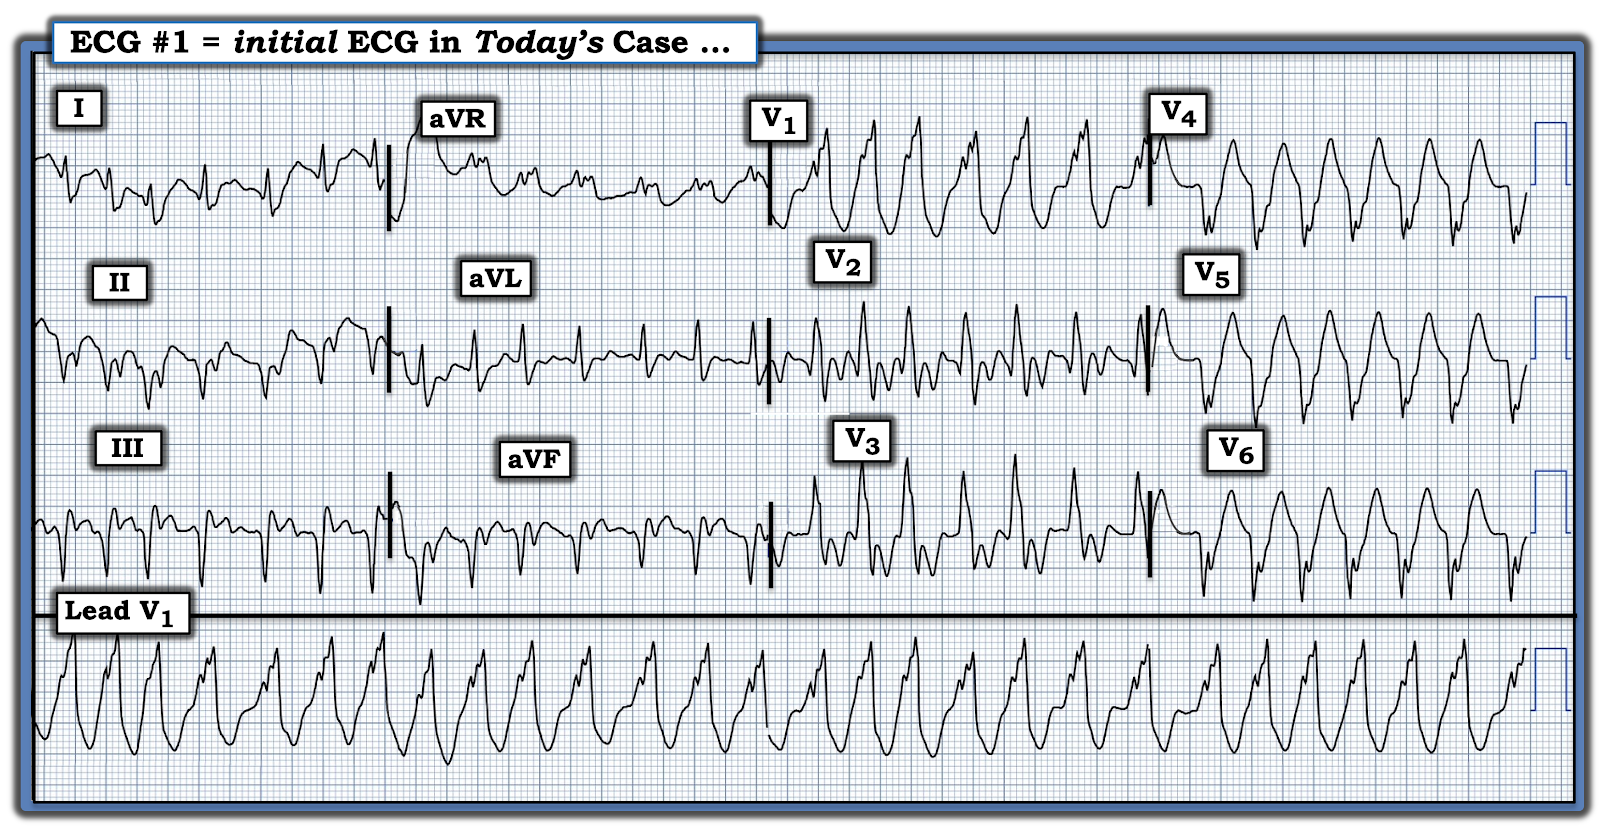 ECG #1 = initial ECG in Today's Case ...
I
aVR
V1
V4
II
aVL
V2
V5
III
aVF
V3
V6
Lead V1